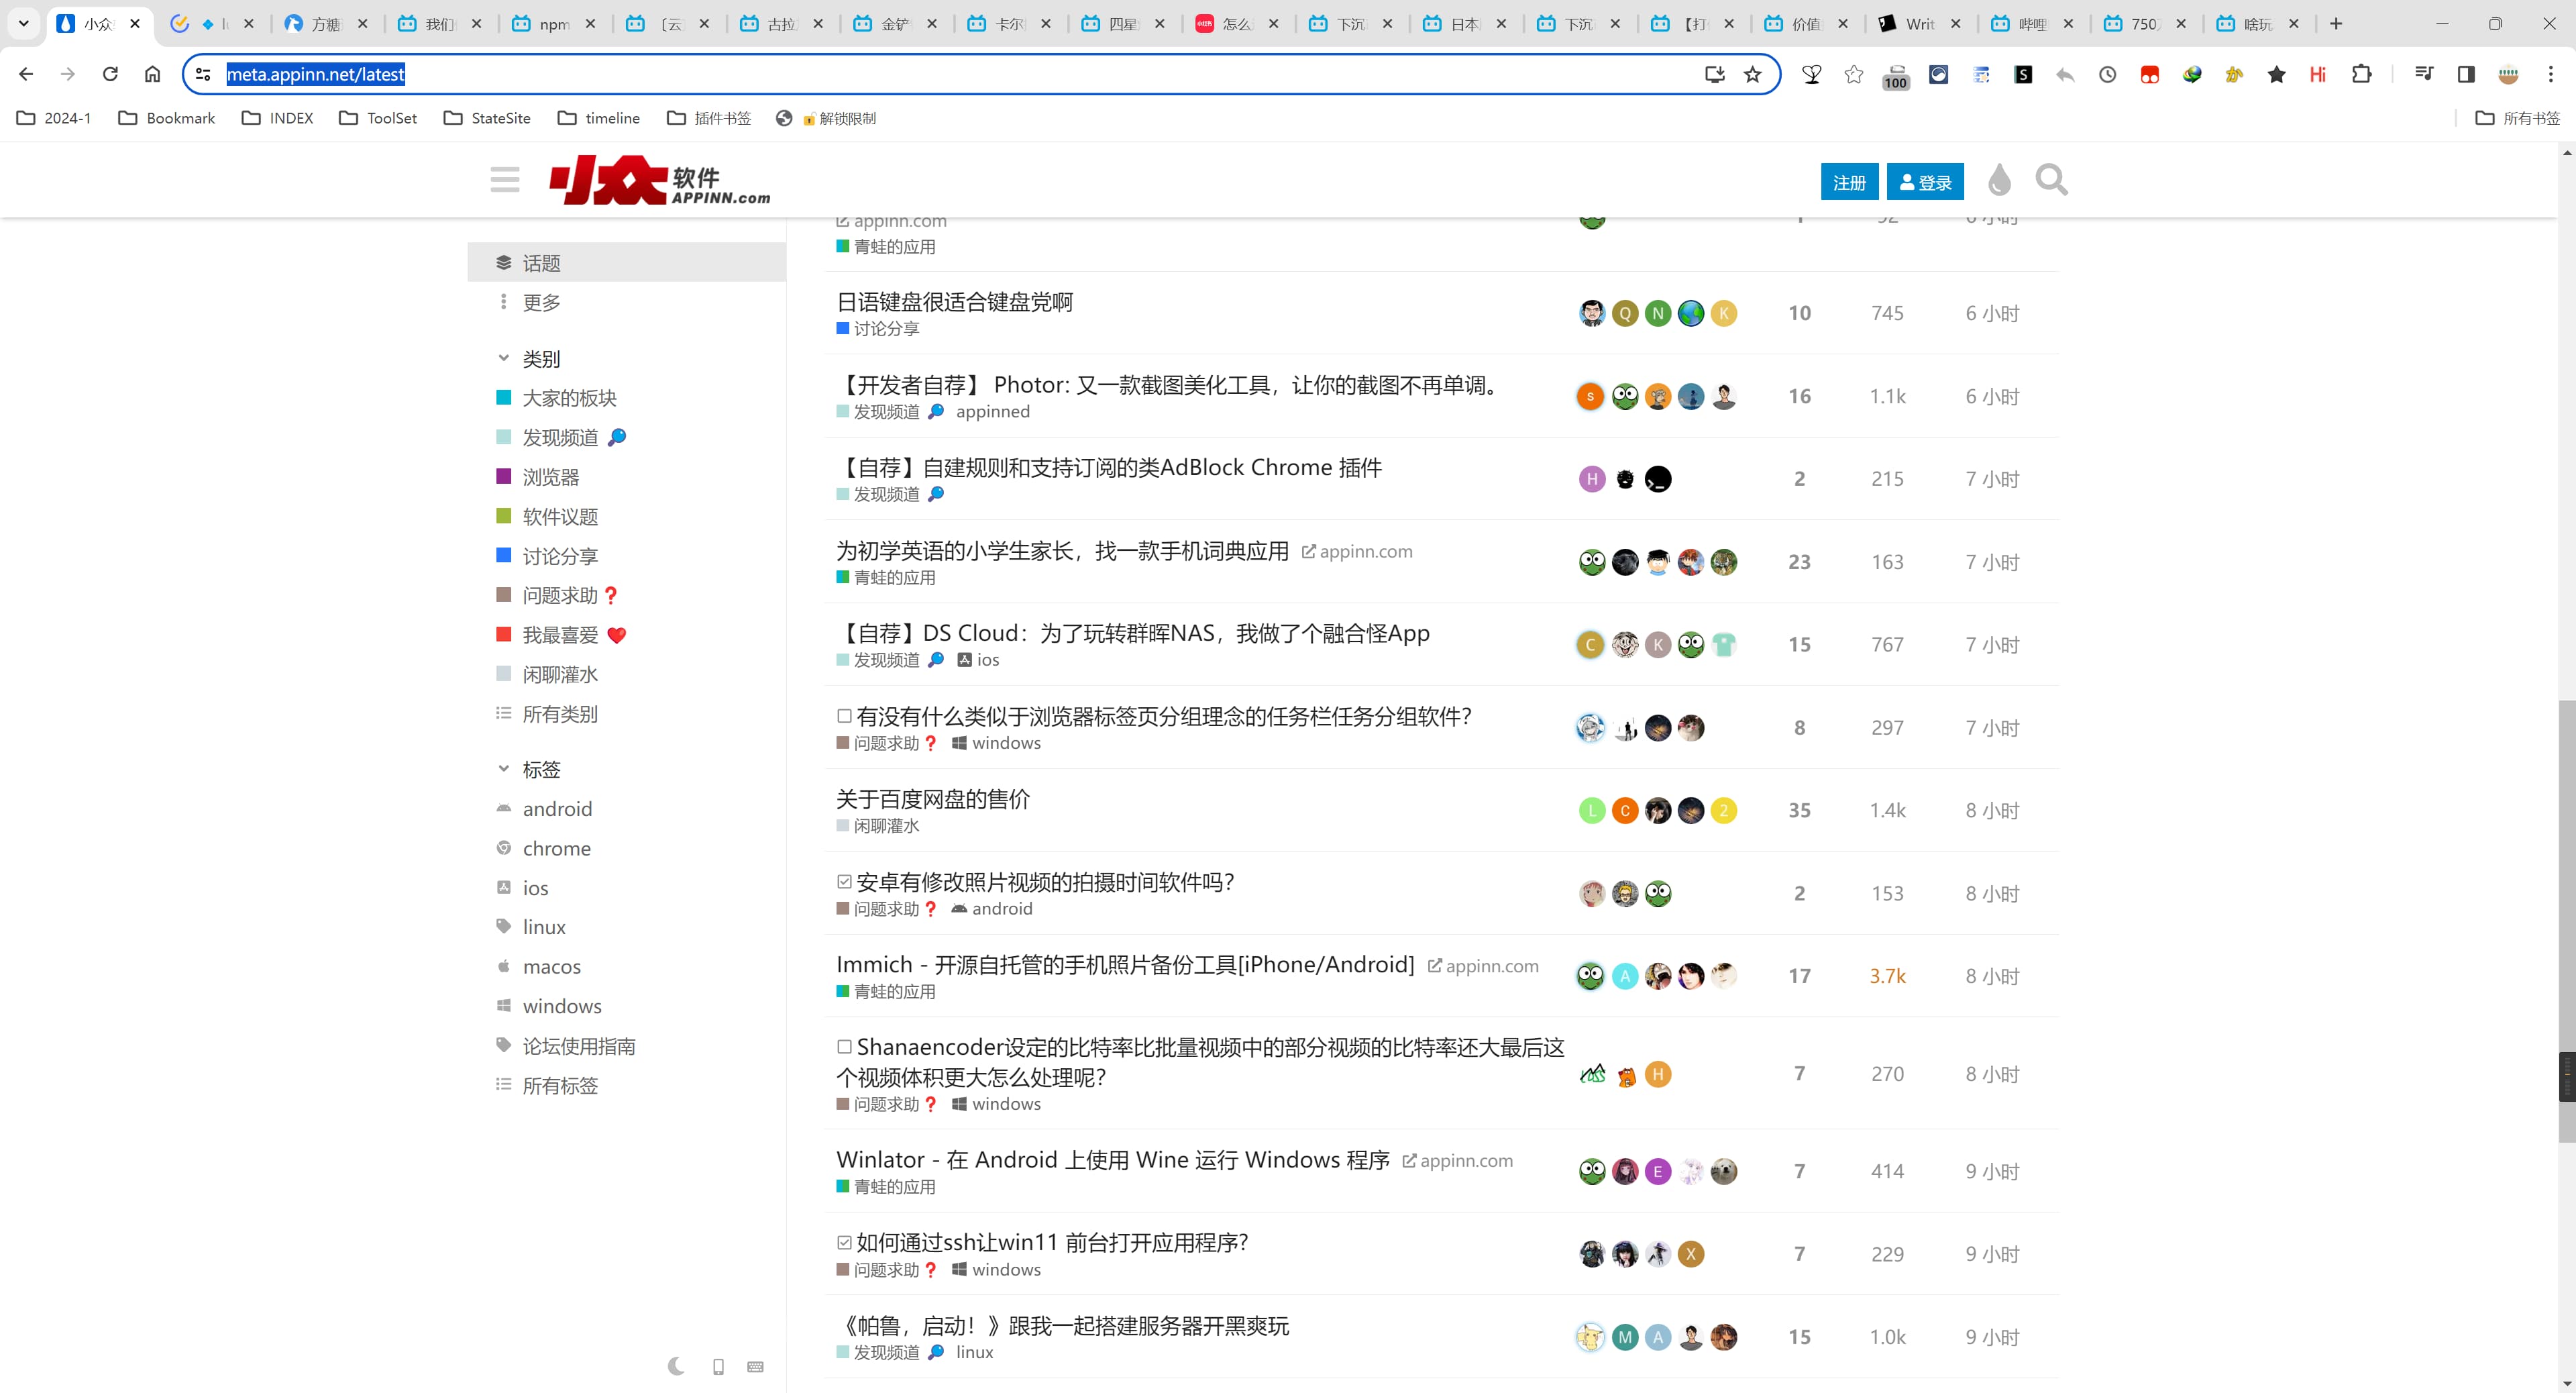 小众
方糖
我们
npm
〔云
古拉
金铲
卡尔
四星
怎么
下沉
日本
下沉
【打
价值
Writ
哔哩
750
啥玩
meta.appinn.net/latest
100
Hi
2024-1
Bookmark
INDEX
ToolSet
StateSite
timeline
插件书签
🔓解锁限制
所有书签
小众软件
APPINN.com
注册
登录
话题
更多
类别
大家的板块
发现频道 🔎
浏览器
软件议题
讨论分享
问题求助❓
我最喜爱 ❤️
闲聊灌水
所有类别
标签
android
chrome
ios
linux
macos
windows
论坛使用指南
所有标签
appinn.com 1 92 6 小时
青蛙的应用
日语键盘很适合键盘党啊 Q N K 10 745 6 小时
讨论分享
【开发者自荐】 Photor: 又一款截图美化工具，让你的截图不再单调。 s 16 1.1k 6 小时
发现频道 🔎 appinned
【自荐】自建规则和支持订阅的类AdBlock Chrome 插件 H 2 215 7 小时
发现频道 🔎
为初学英语的小学生家长，找一款手机词典应用 appinn.com 23 163 7 小时
青蛙的应用
【自荐】DS Cloud：为了玩转群晖NAS，我做了个融合怪App C K 15 767 7 小时
发现频道 🔎 ios
有没有什么类似于浏览器标签页分组理念的任务栏任务分组软件？ 8 297 7 小时
问题求助❓ windows
关于百度网盘的售价 L C 2 35 1.4k 8 小时
闲聊灌水
安卓有修改照片视频的拍摄时间软件吗？ 2 153 8 小时
问题求助❓ android
Immich - 开源自托管的手机照片备份工具[iPhone/Android] appinn.com A 17 3.7k 8 小时
青蛙的应用
Shanaencoder设定的比特率比批量视频中的部分视频的比特率还大最后这
个视频体积更大怎么处理呢？ H 7 270 8 小时
问题求助❓ windows
Winlator - 在 Android 上使用 Wine 运行 Windows 程序 appinn.com E 7 414 9 小时
青蛙的应用
如何通过ssh让win11 前台打开应用程序？ X 7 229 9 小时
问题求助❓ windows
《帕鲁，启动！》跟我一起搭建服务器开黑爽玩 M A 15 1.0k 9 小时
发现频道 🔎 linux